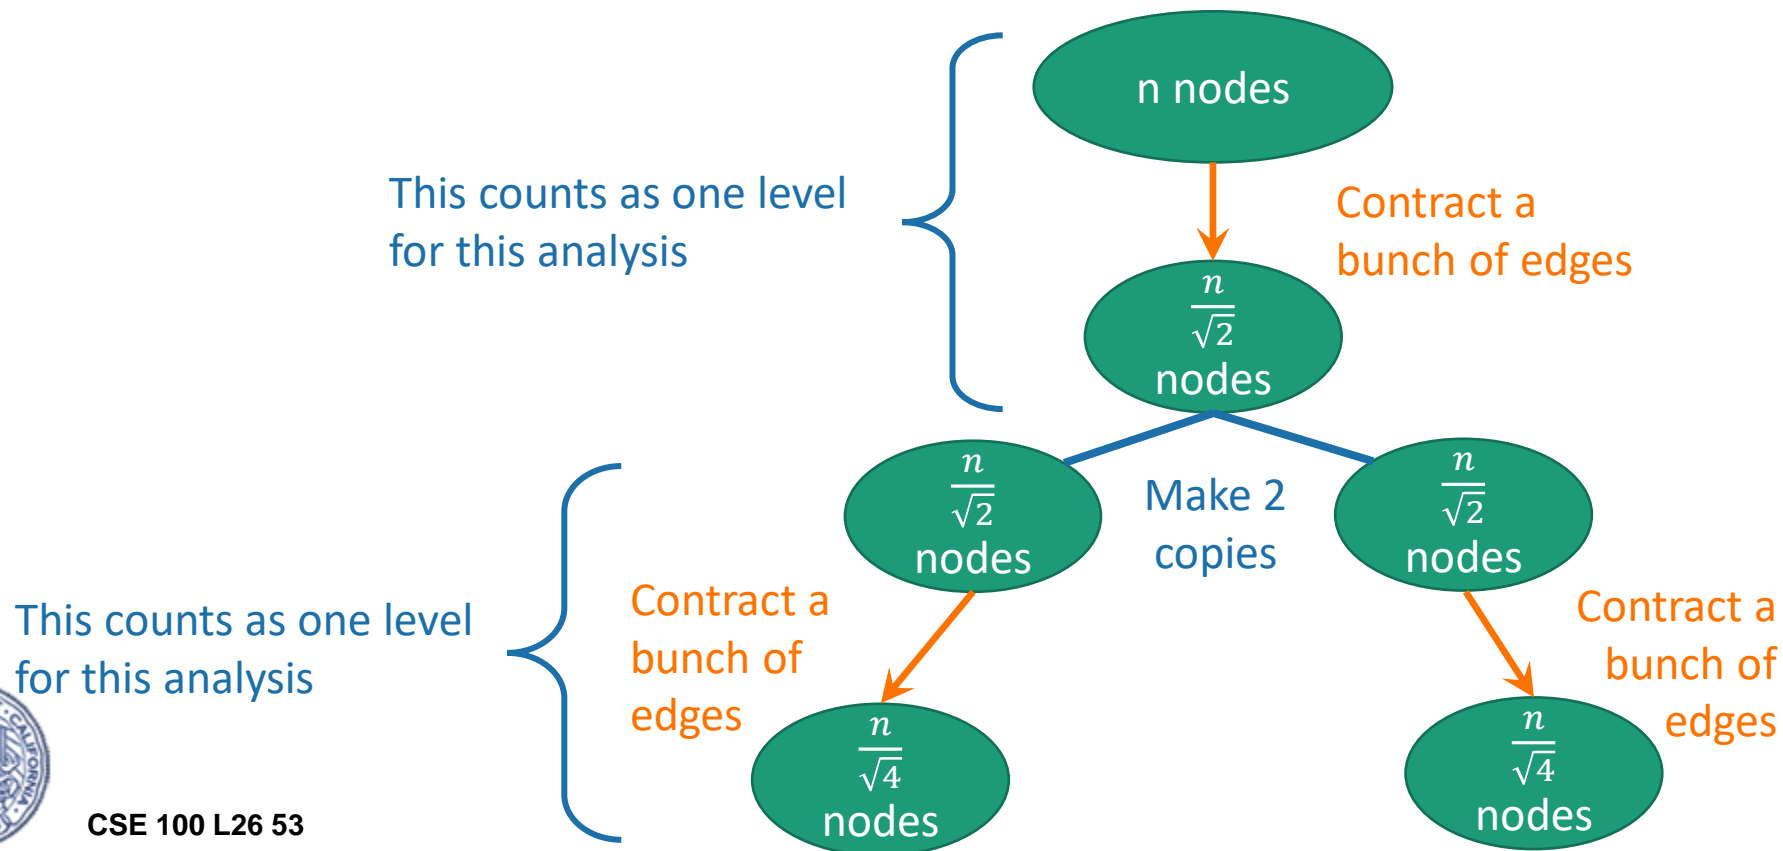 n nodes
This counts as one level
for this analysis
Contract a
bunch of edges
n
√2
nodes
n
√2
nodes
Make 2
copies
n
√2
nodes
This counts as one level
for this analysis
Contract a
bunch of
edges
Contract a
bunch of
edges
n
√4
nodes
n
√4
nodes
CALIFORNIA
CSE 100 L26 53